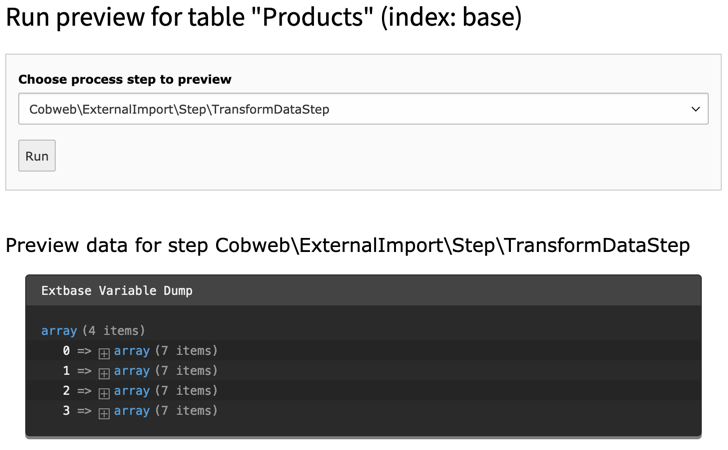 Run preview for table "Products" (index: base)
Choose process step to preview
Cobweb\ExternalImport\Step\TransformDataStep
Run
Preview data for step Cobweb\ExternalImport\Step\TransformDataStep
Extbase Variable Dump
array (4 items)
0 => array (7 items)
1 => array (7 items)
2 => array (7 items)
3 => array (7 items)